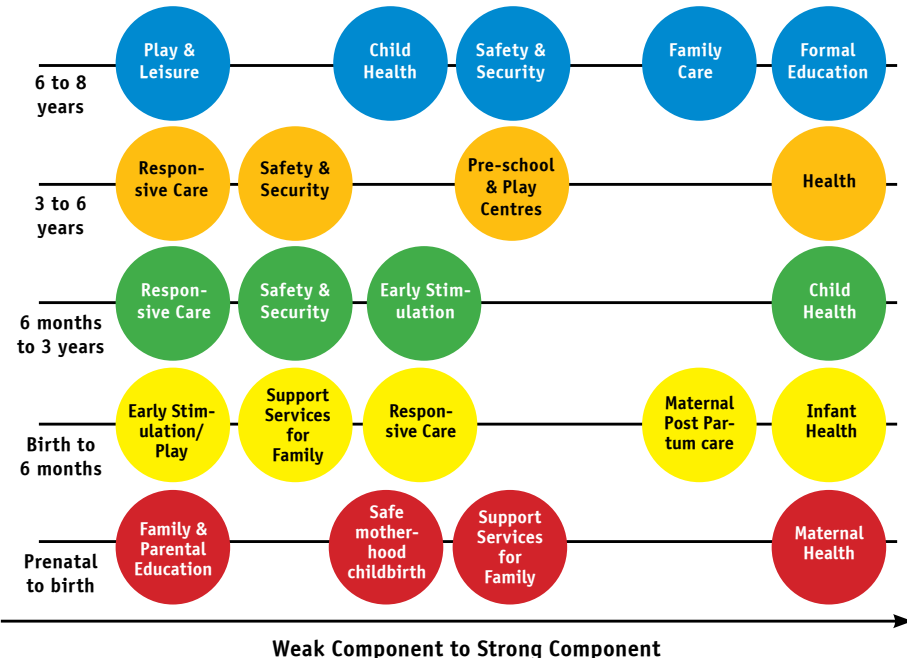 Play &
Leisure
Child
Health
Safety &
Security
Family
Care
Formal
Education
6 to 8
years
Respon-
sive Care
Safety &
Security
Pre-school
& Play
Centres
Health
3 to 6
years
Respon-
sive Care
Safety &
Security
Early Stim-
ulation
Child
Health
6 months
to 3 years
Early Stim-
ulation/
Play
Support
Services
for
Family
Respon-
sive Care
Maternal
Post Par-
tum care
Infant
Health
Birth to
6 months
Family &
Parental
Education
Safe
mother-
hood
childbirth
Support
Services
for
Family
Maternal
Health
Prenatal
to birth
Weak Component to Strong Component